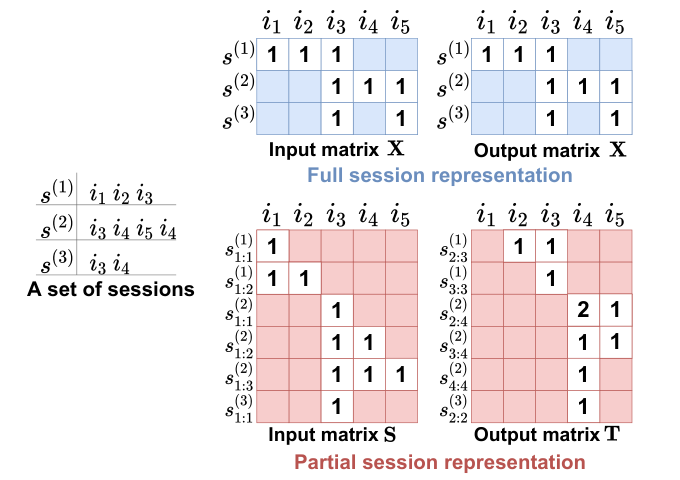 i₁ i₂ i₃ i₄ i₅
s⁽¹⁾ 1 1 1
s⁽²⁾ 1 1 1
s⁽³⁾ 1 1
Input matrix X
i₁ i₂ i₃ i₄ i₅
s⁽¹⁾ 1 1 1
s⁽²⁾ 1 1 1
s⁽³⁾ 1 1
Output matrix X
Full session representation
s⁽¹⁾ i₁ i₂ i₃
s⁽²⁾ i₃ i₄ i₅ i₄
s⁽³⁾ i₃ i₄
A set of sessions
i₁ i₂ i₃ i₄ i₅
s⁽¹⁾₁:₁ 1
s⁽¹⁾₁:₂ 1 1
s⁽²⁾₁:₁ 1
s⁽²⁾₁:₂ 1 1
s⁽²⁾₁:₃ 1 1 1
s⁽³⁾₁:₁ 1
Input matrix S
i₁ i₂ i₃ i₄ i₅
s⁽¹⁾₂:₃ 1 1
s⁽¹⁾₃:₃ 1
s⁽²⁾₂:₄ 2 1
s⁽²⁾₃:₄ 1 1
s⁽²⁾₄:₄ 1
s⁽³⁾₂:₂ 1
Output matrix T
Partial session representation